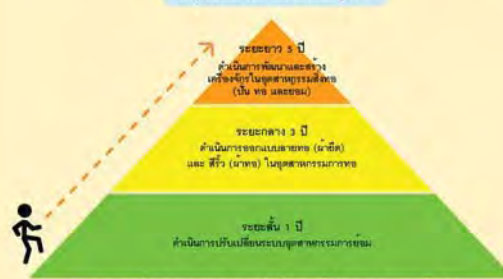 ระยะยาว 5 ปี
ดำเนินการพัฒนาและสร้าง
เครื่องจักรในอุตสาหกรรมสิ่งทอ
(ปั่น ทอ และยอม)
ระยะกลาง 3 ปี
ดำเนินการออกแบบลายทอ (ผ้ายืด)
และ สีริ้ว (ผ้าทอ) ในอุตสาหกรรมการทอ
ระยะสั้น 1 ปี
ดำเนินการปรับเปลี่ยนระบบอุตสาหกรรมการย้อม